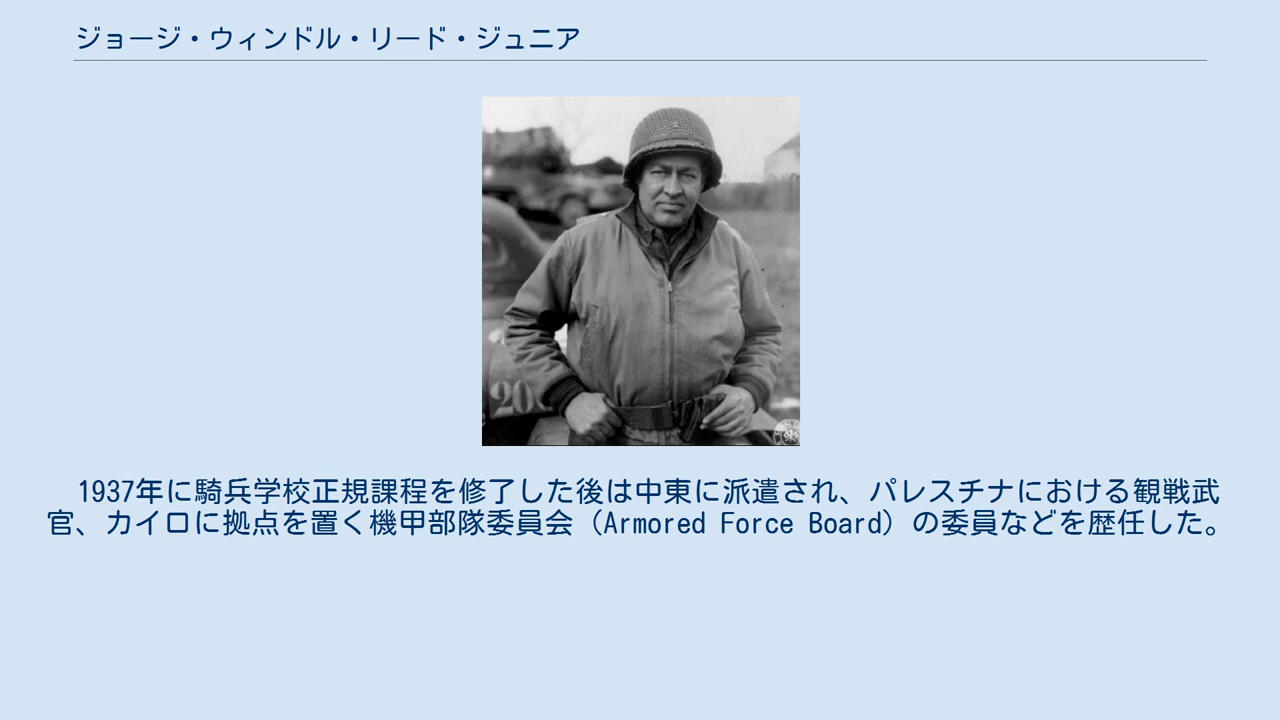 ジョージ・ウィンドル・リード・ジュニア
20
1937年に騎兵学校正規課程を修了した後は中東に派遣され、パレスチナにおける観戦武
官、カイロに拠点を置く機甲部隊委員会（Armored Force Board）の委員などを歴任した。